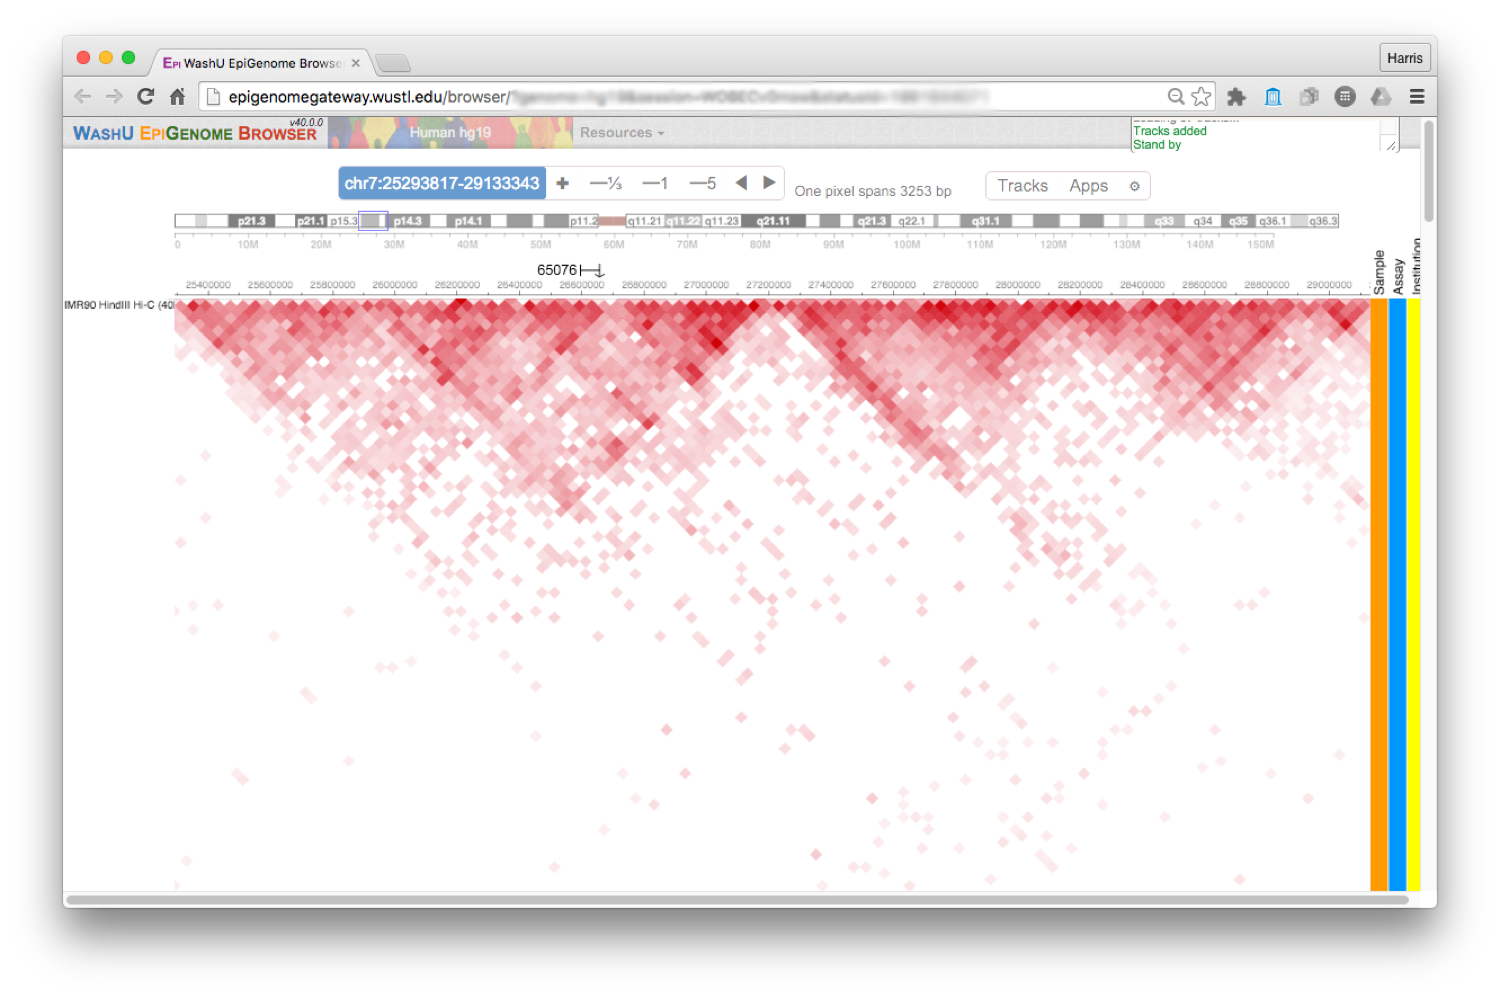 Harris
EPI WashU EpiGenome Browse
epigenomegateway.wustl.edu/browser/
WASHU EPIGENOME BROWSER
v40.0.0
Human hg19
Resources
Tracks added
Stand by
chr7:25293817-29133343
—⅓ —1 —5
One pixel spans 3253 bp
Tracks Apps
p21.3 p21.1 p15.3 p14.3 p14.1 p11.2 q11.21 q11.22 q11.23 q21.11 q21.3 q22.1 q31.1 q33 q34 q35 q36.1 q36.3
0 10M 20M 30M 40M 50M 60M 70M 80M 90M 100M 110M 120M 130M 140M 150M
65076
25400000 25600000 25800000 26000000 26200000 26400000 26600000 26800000 27000000 27200000 27400000 27600000 27800000 28000000 28200000 28400000 28600000 28800000 29000000
IMR90 HindIII Hi-C (40
Sample
Assay
Institution